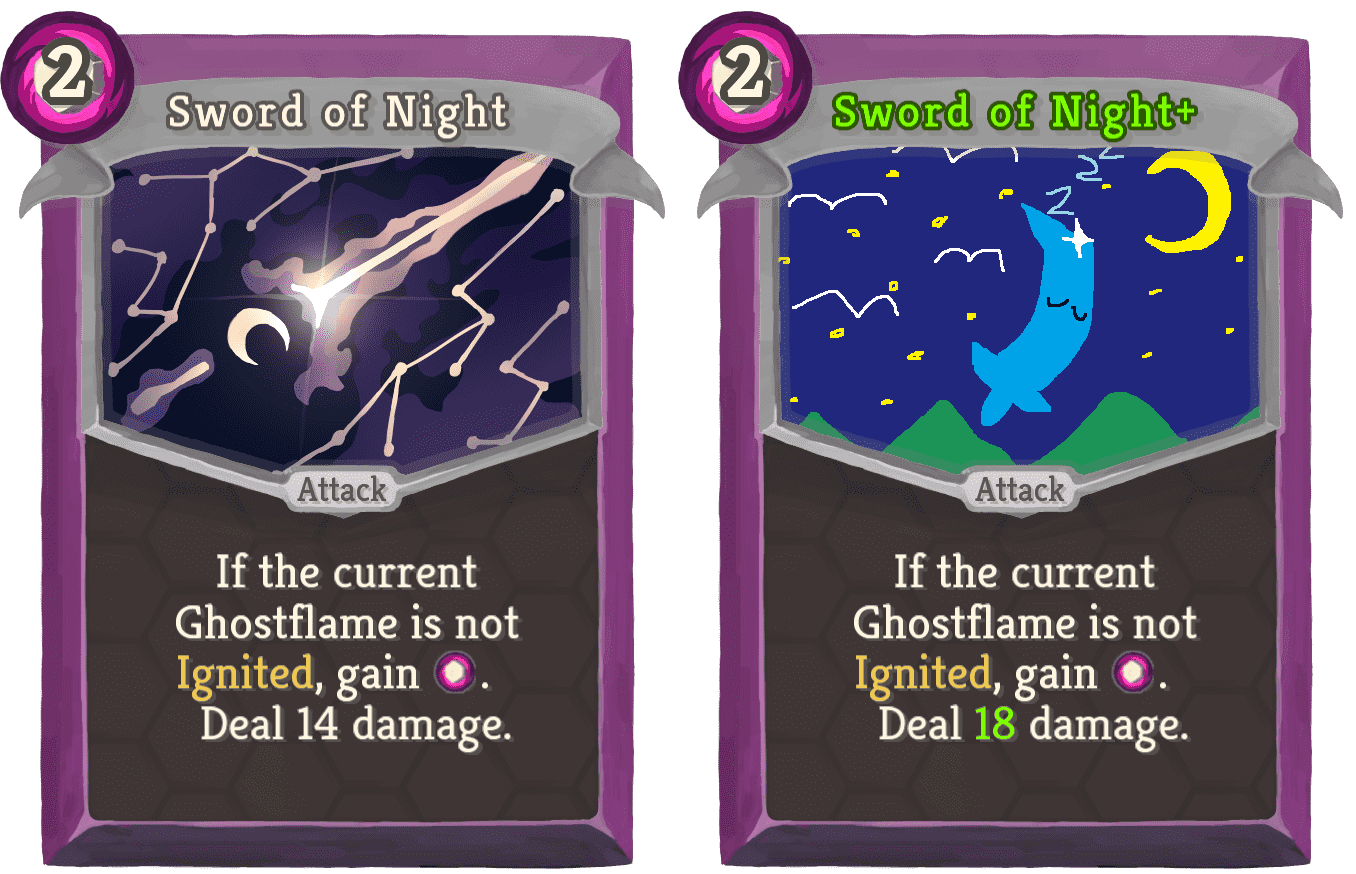 2
Sword of Night
Attack
If the current
Ghostflame is not
Ignited, gain .
Deal 14 damage.
2
Sword of Night+
z z z
Attack
If the current
Ghostflame is not
Ignited, gain .
Deal 18 damage.